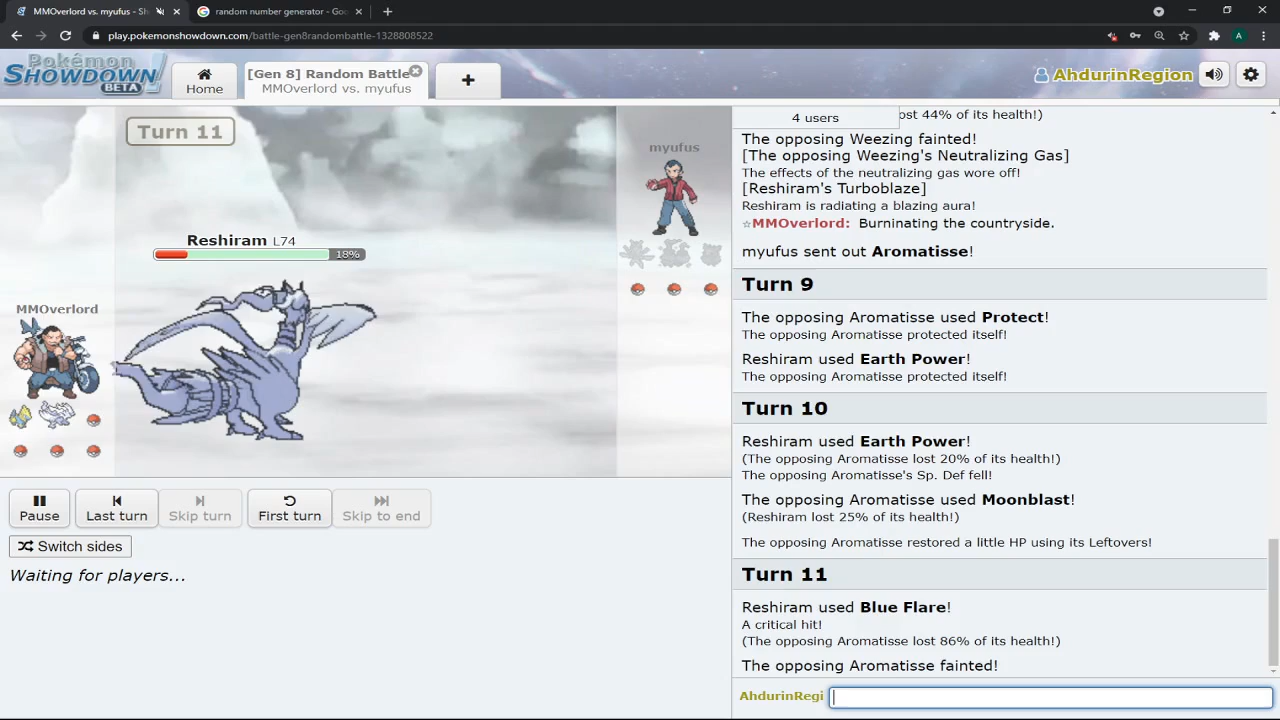 MMOverlord vs. myufus - Sh
random number generator - Goo
play.pokemonshowdown.com/battle-gen8randombattle-1328808522
A
Pokémon
SHOWDOWN!
BETA
Home
[Gen 8] Random Battle
MMOverlord vs. myufus
AhdurinRegion
Turn 11
myufus
Reshiram L74
18%
MMOverlord
Pause
Last turn
Skip turn
First turn
Skip to end
Switch sides
Waiting for players...
4 users
ost 44% of its health!)
The opposing Weezing fainted!
[The opposing Weezing's Neutralizing Gas]
The effects of the neutralizing gas wore off!
[Reshiram's Turboblaze]
Reshiram is radiating a blazing aura!
☆MMOverlord: Burninating the countryside.
myufus sent out Aromatisse!
Turn 9
The opposing Aromatisse used Protect!
The opposing Aromatisse protected itself!
Reshiram used Earth Power!
The opposing Aromatisse protected itself!
Turn 10
Reshiram used Earth Power!
(The opposing Aromatisse lost 20% of its health!)
The opposing Aromatisse's Sp. Def fell!
The opposing Aromatisse used Moonblast!
(Reshiram lost 25% of its health!)
The opposing Aromatisse restored a little HP using its Leftovers!
Turn 11
Reshiram used Blue Flare!
A critical hit!
(The opposing Aromatisse lost 86% of its health!)
The opposing Aromatisse fainted!
AhdurinRegi